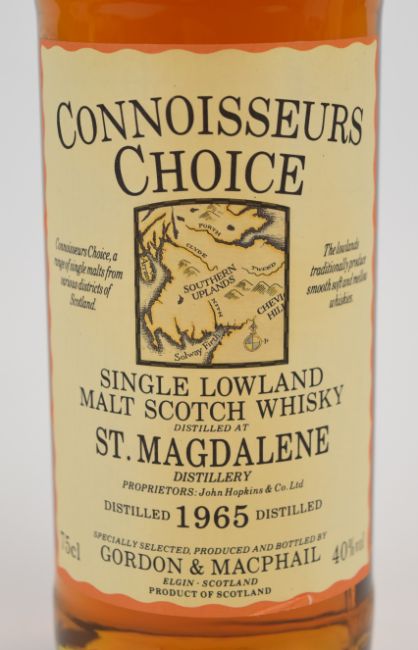 CONNOISSEURS
CHOICE
Connoisseurs Choice, a
range of single malts from
various districts of
Scotland.
FORTH
CLYDE
TWEED
SOUTHERN
UPLANDS
NITH
CHEVIOT
HILLS
Solway Firth
The lowlands
traditionally produce
smooth soft and mellow
whiskies.
SINGLE LOWLAND
MALT SCOTCH WHISKY
DISTILLED AT
ST. MAGDALENE
DISTILLERY
PROPRIETORS: John Hopkins & Co. Ltd
DISTILLED 1965 DISTILLED
75cl
SPECIALLY SELECTED, PRODUCED AND BOTTLED BY
GORDON & MACPHAIL
40%vol
ELGIN · SCOTLAND
PRODUCT OF SCOTLAND